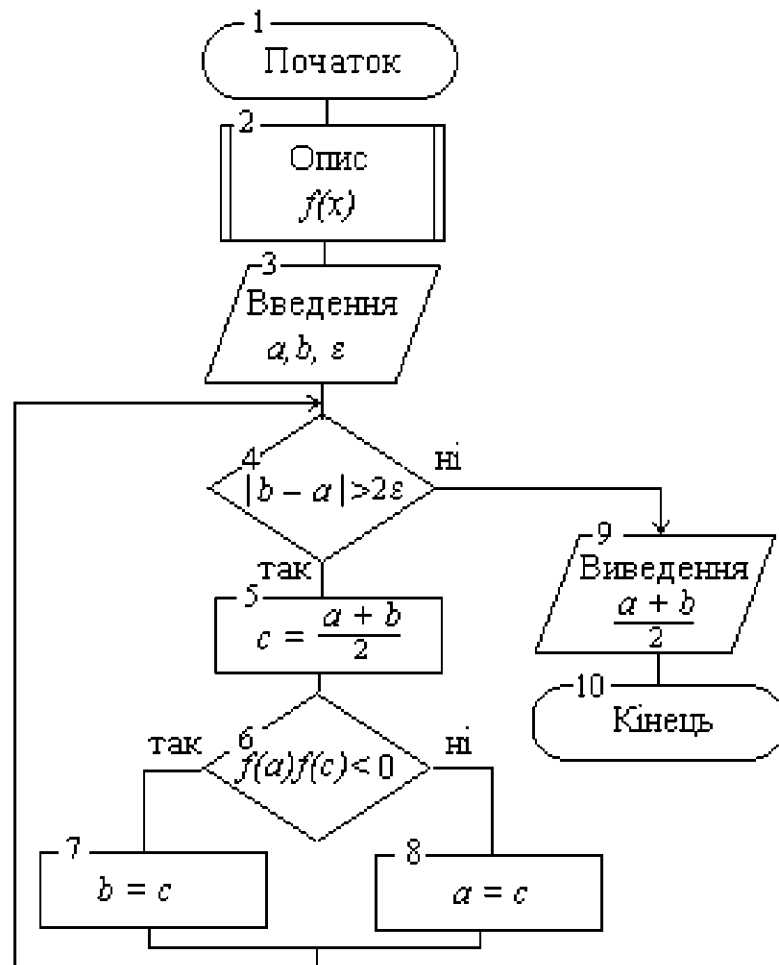 1
Початок
2
Опис
f(x)
3
Введення
a, b, ε
4
|b − a|>2ε
ні
так
5
c = a + b
2
6
f(a)f(c)<0
так
ні
7
b = c
8
a = c
9
Виведення
a + b
2
10
Кінець